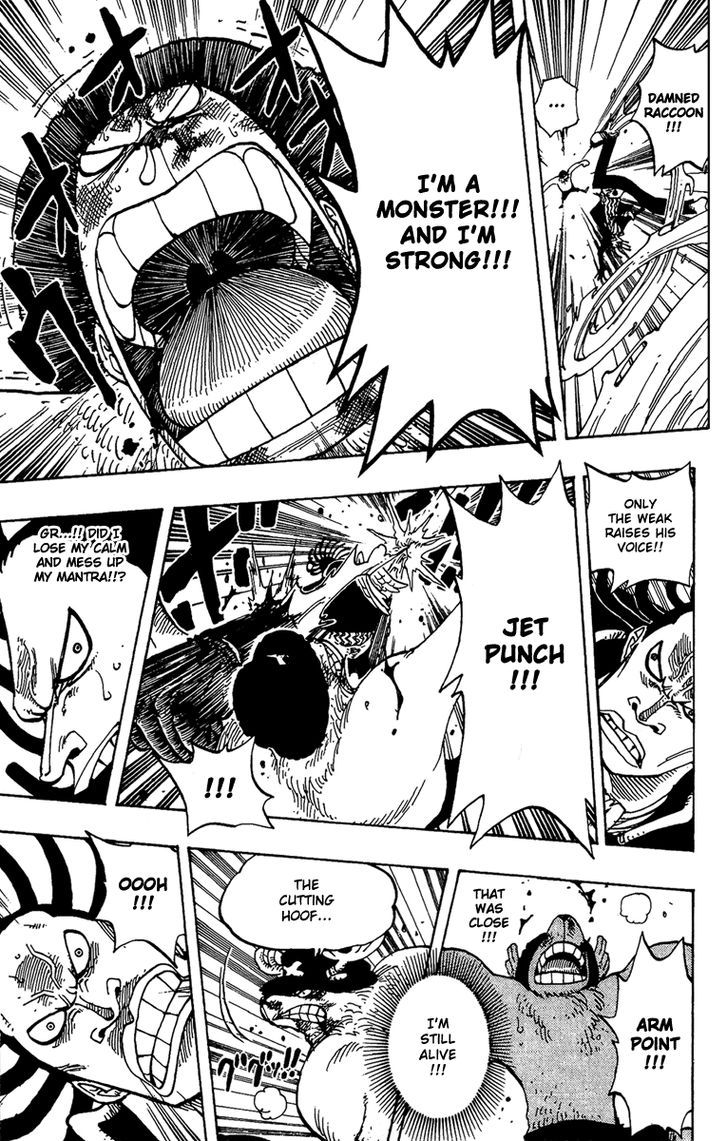 DAMNED
RACCOON
!!!
...
I'M A
MONSTER!!!
AND I'M
STRONG!!!
ONLY
THE WEAK
RAISES HIS
VOICE!!
JET
PUNCH
!!!
!!!
GR...!! DID I
LOSE MY CALM
AND MESS UP
MY MANTRA!!?
THAT
WAS
CLOSE
!!!
ARM
POINT
!!!
THE
CUTTING
HOOF...
I'M
STILL
ALIVE
!!!
OOOH
!!!